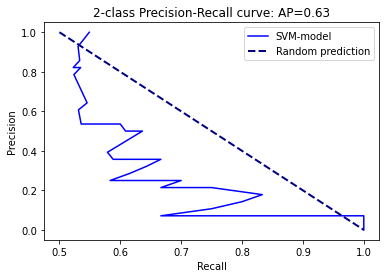 2-class Precision-Recall curve: AP=0.63
SVM-model
Random prediction
Precision
1.0
0.8
0.6
0.4
0.2
0.0
0.5 0.6 0.7 0.8 0.9 1.0
Recall